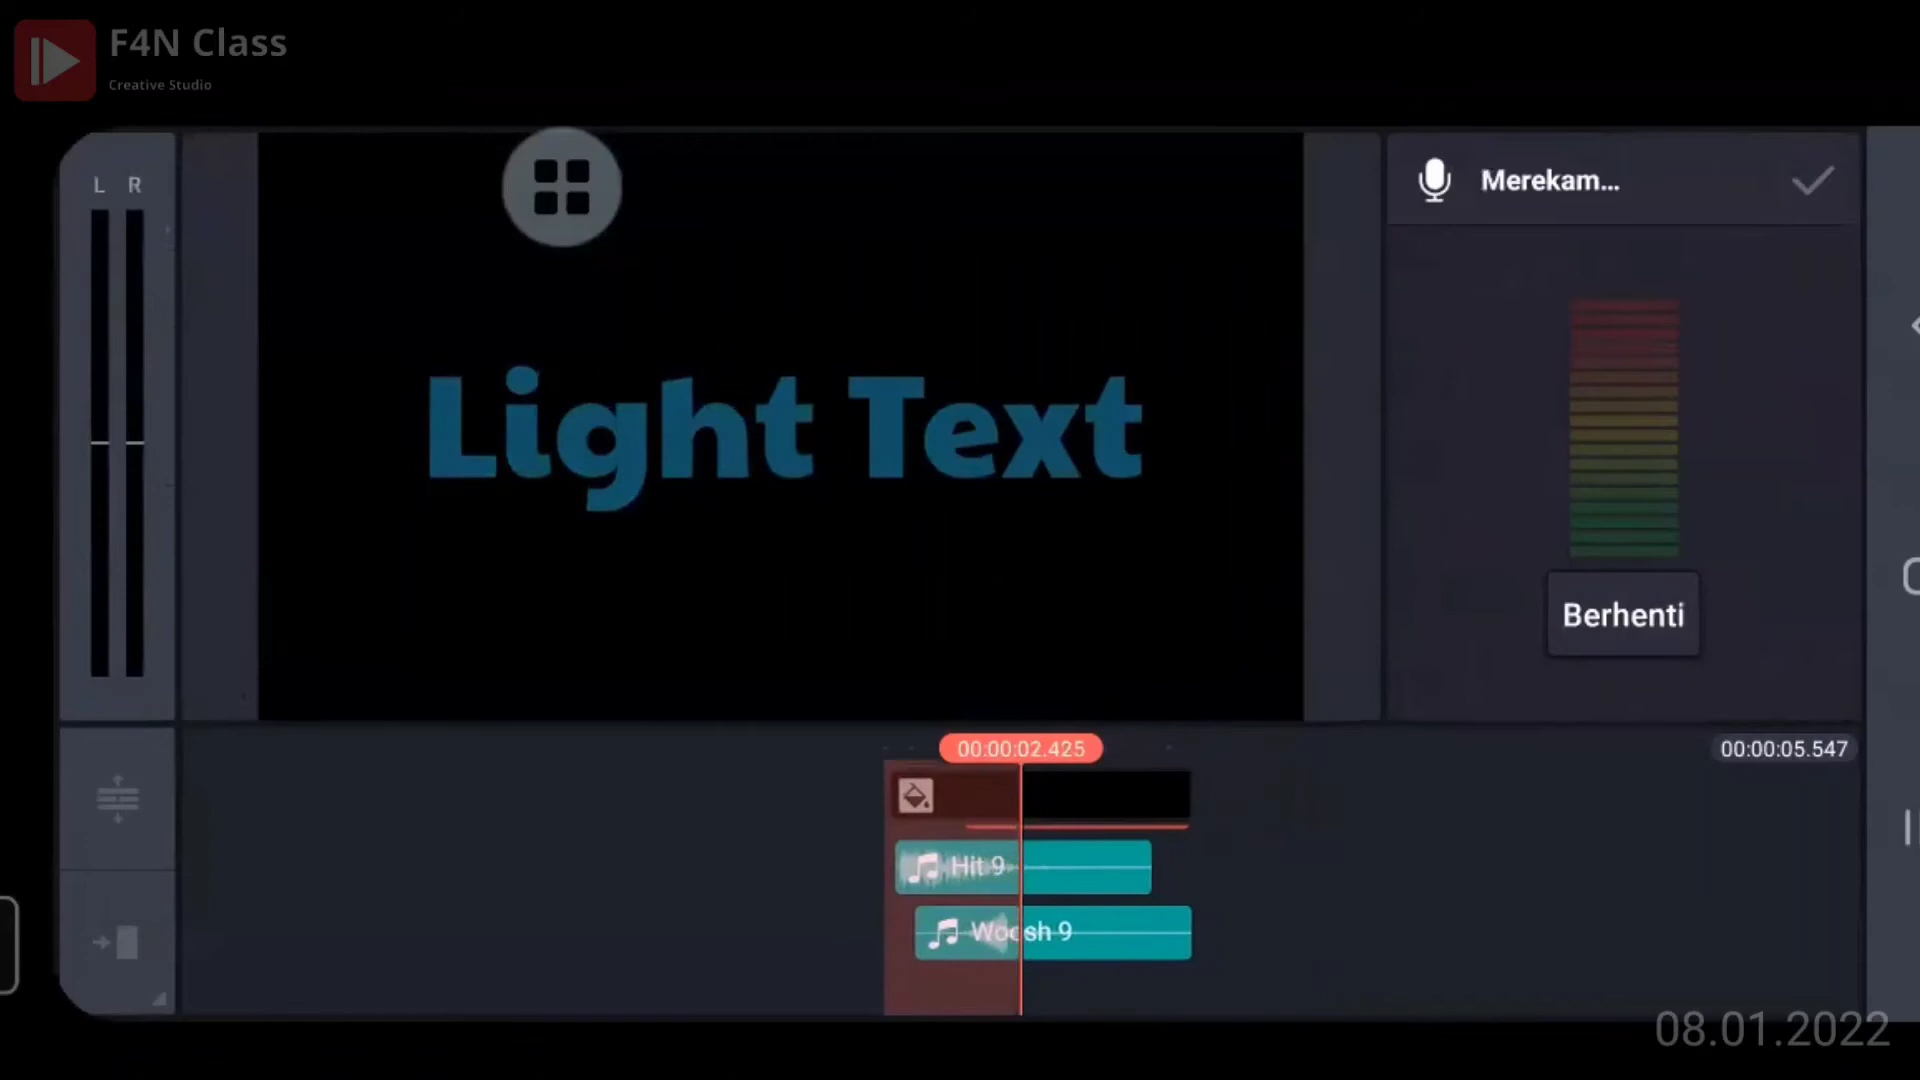 F4N Class
Creative Studio
L R
Merekam...
Light Text
Berhenti
00:00:02.425
00:00:05.547
Hit 9
Woosh 9
08.01.2022